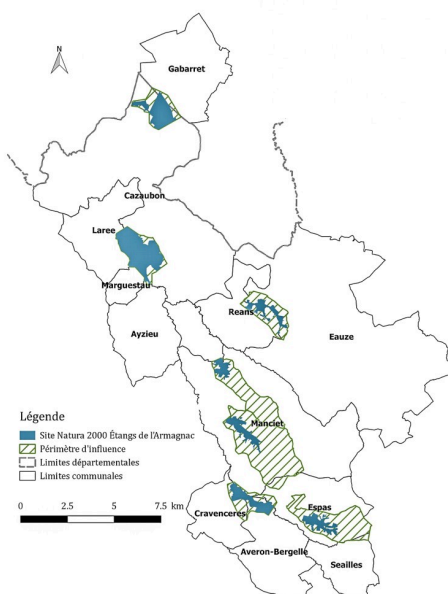 N
Gabarret
Cazaubon
Laree
Marguestau
Ayzieu
Reans
Eauze
Manciet
Légende
Site Natura 2000 Étangs de l'Armagnac
Périmètre d'influence
Limites départementales
Limites communales
0 2.5 5 7.5 km
Cravenceres
Espas
Averon-Bergelle
Seailles